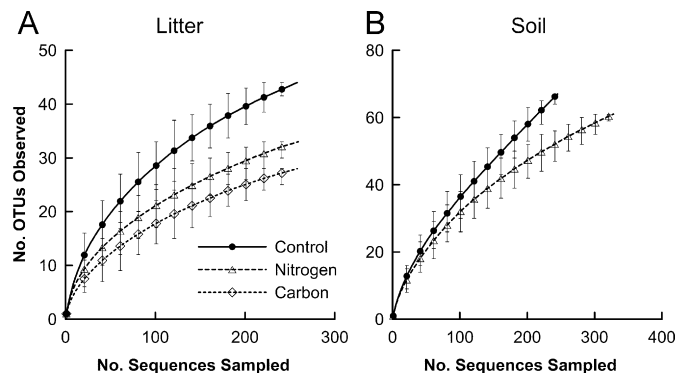 A
Litter
B
Soil
No. OTUs Observed
50
40
30
20
10
0
Control
Nitrogen
Carbon
0
100
200
300
No. Sequences Sampled
80
60
40
20
0
0
100
200
300
400
No. Sequences Sampled